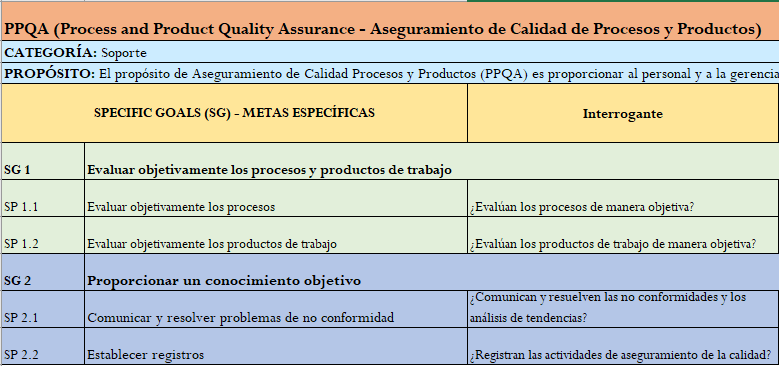 PPQA (Process and Product Quality Assurance - Aseguramiento de Calidad de Procesos y Productos)
CATEGORÍA: Soporte
PROPÓSITO: El propósito de Aseguramiento de Calidad Procesos y Productos (PPQA) es proporcionar al personal y a la gerencia
SPECIFIC GOALS (SG) - METAS ESPECÍFICAS Interrogante
SG 1 Evaluar objetivamente los procesos y productos de trabajo
SP 1.1 Evaluar objetivamente los procesos ¿Evalúan los procesos de manera objetiva?
SP 1.2 Evaluar objetivamente los productos de trabajo ¿Evalúan los productos de trabajo de manera objetiva?
SG 2 Proporcionar un conocimiento objetivo
SP 2.1 Comunicar y resolver problemas de no conformidad ¿Comunican y resuelven las no conformidades y los
análisis de tendencias?
SP 2.2 Establecer registros ¿Registran las actividades de aseguramiento de la calidad?